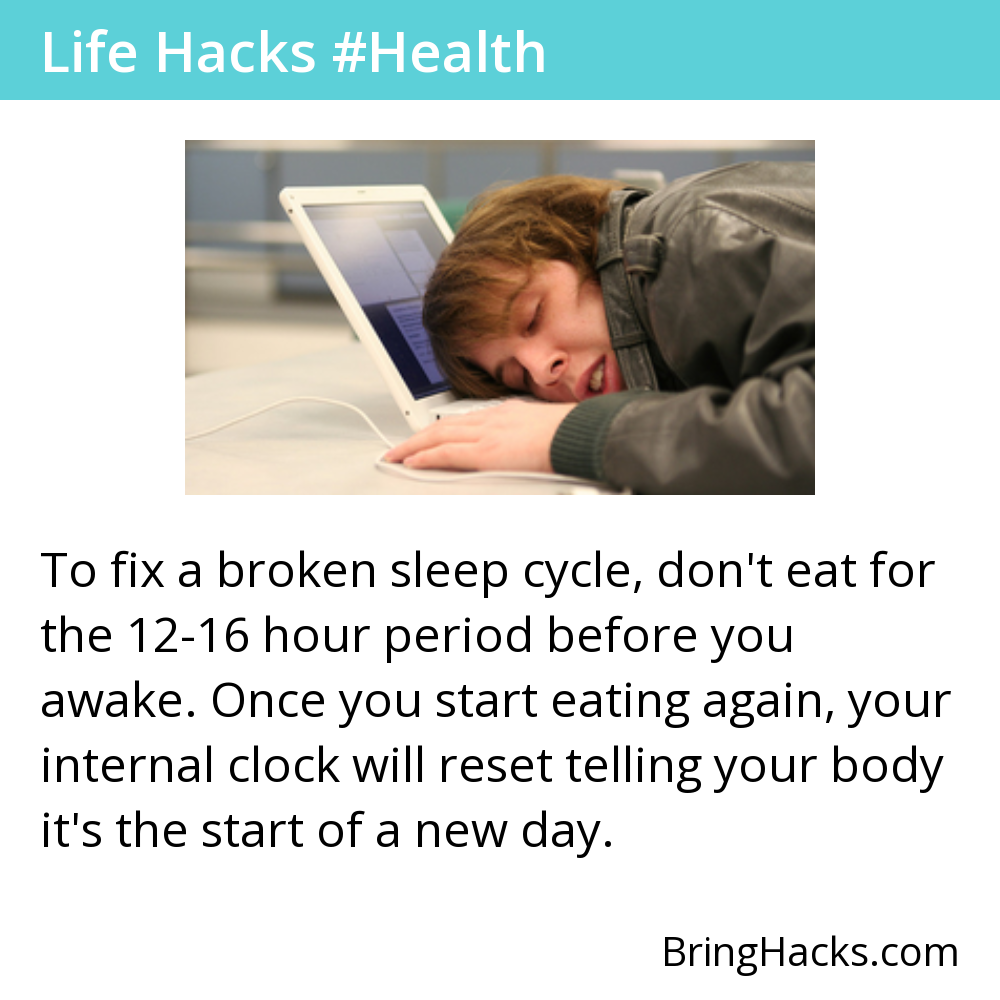 Life Hacks #Health
To fix a broken sleep cycle, don't eat for
the 12-16 hour period before you
awake. Once you start eating again, your
internal clock will reset telling your body
it's the start of a new day.
BringHacks.com